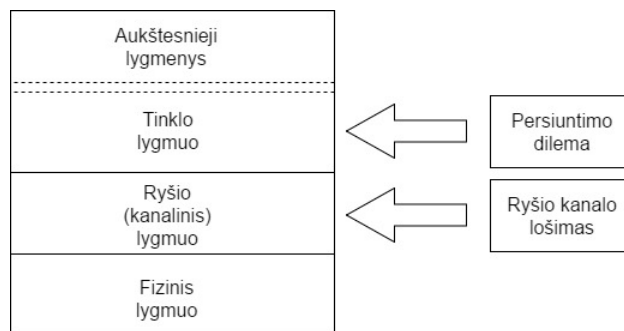 Aukštesnieji
lygmenys
Tinklo
lygmuo
Persiuntimo
dilema
Ryšio
(kanalinis)
lygmuo
Ryšio kanalo
lošimas
Fizinis
lygmuo